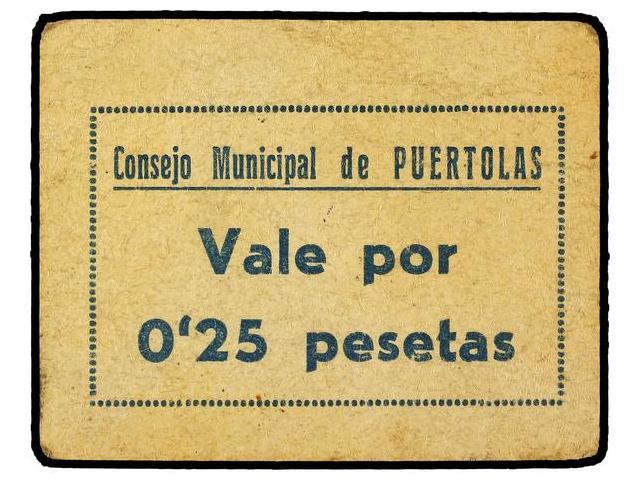 Consejo Municipal de PUERTOLAS
Vale por
0'25 pesetas